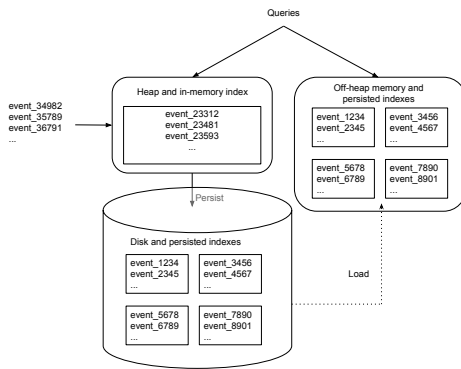 Queries
Heap and in-memory index
event_23312
event_23481
event_23593
...
event_34982
event_35789
event_36791
...
Off-heap memory and
persisted indexes
event_1234
event_2345
...
event_3456
event_4567
...
event_5678
event_6789
...
event_7890
event_8901
...
Persist
Disk and persisted indexes
event_1234
event_2345
...
event_3456
event_4567
...
event_5678
event_6789
...
event_7890
event_8901
...
Load